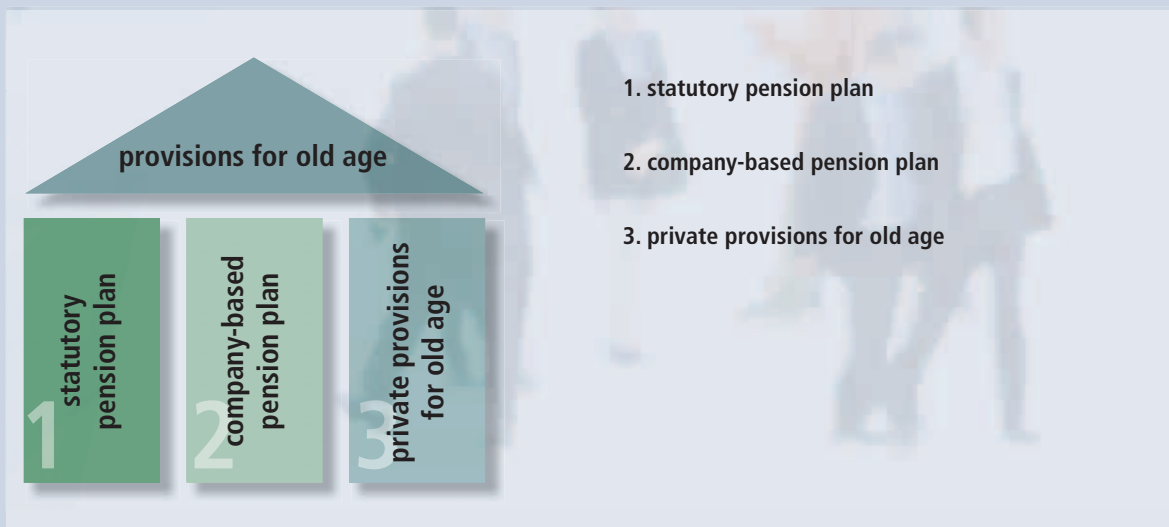 provisions for old age
1
statutory
pension plan
2
company-based
pension plan
3
private provisions
for old age
1. statutory pension plan
2. company-based pension plan
3. private provisions for old age